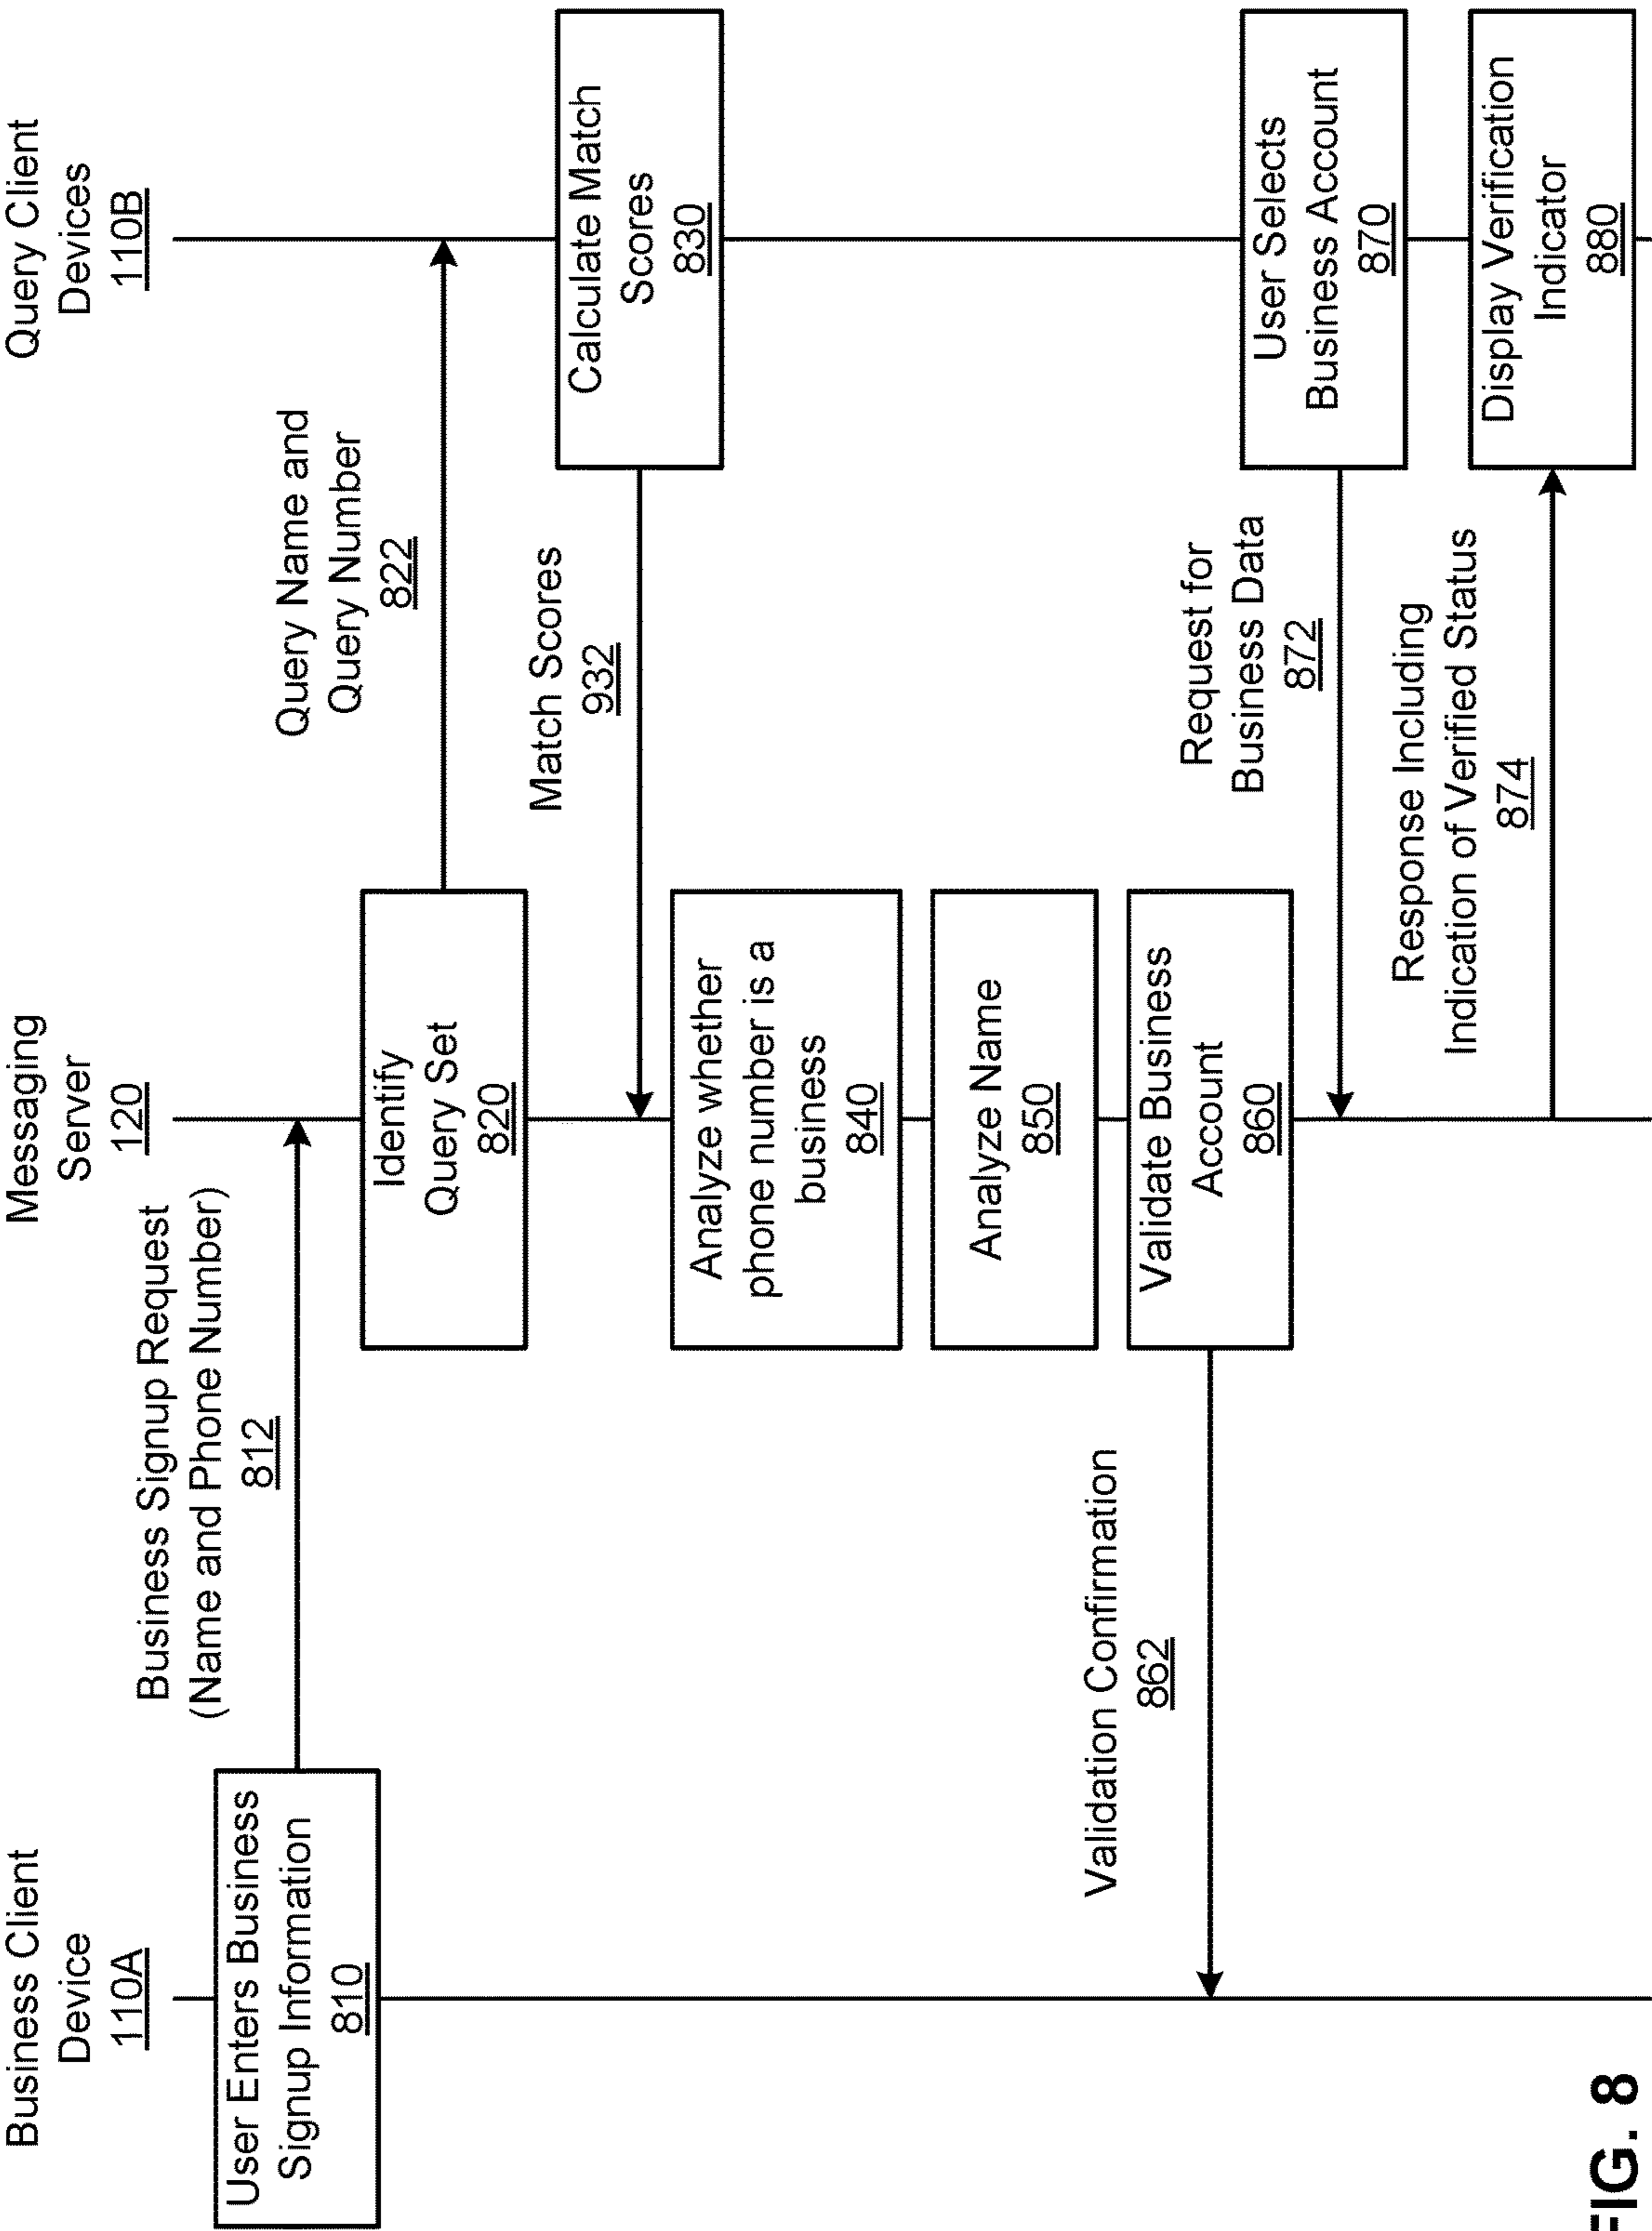 Business Client
Device
110A
Messaging
Server
120
Query Client
Devices
110B
User Enters Business
Signup Information
810
Business Signup Request
(Name and Phone Number)
812
Identify
Query Set
820
Query Name and
Query Number
822
Calculate Match
Scores
830
Match Scores
932
Analyze whether
phone number is a
business
840
Analyze Name
850
Validate Business
Account
860
Validation Confirmation
862
User Selects
Business Account
870
Request for
Business Data
872
Response Including
Indication of Verified Status
874
Display Verification
Indicator
880
FIG. 8